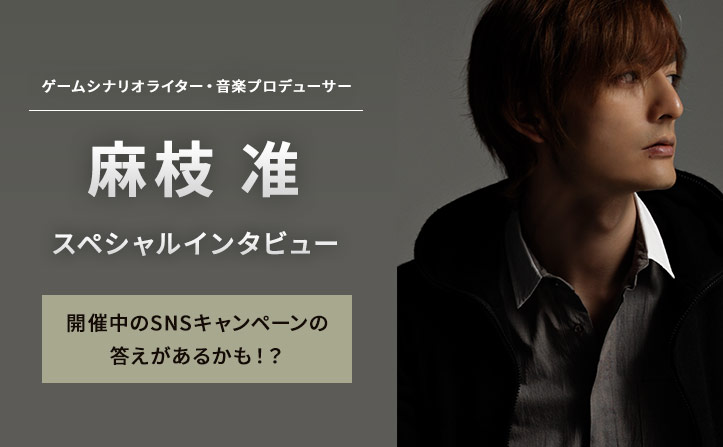 ゲームシナリオライター・音楽プロデューサー
麻枝 准
スペシャルインタビュー
開催中のSNSキャンペーンの
答えがあるかも！？